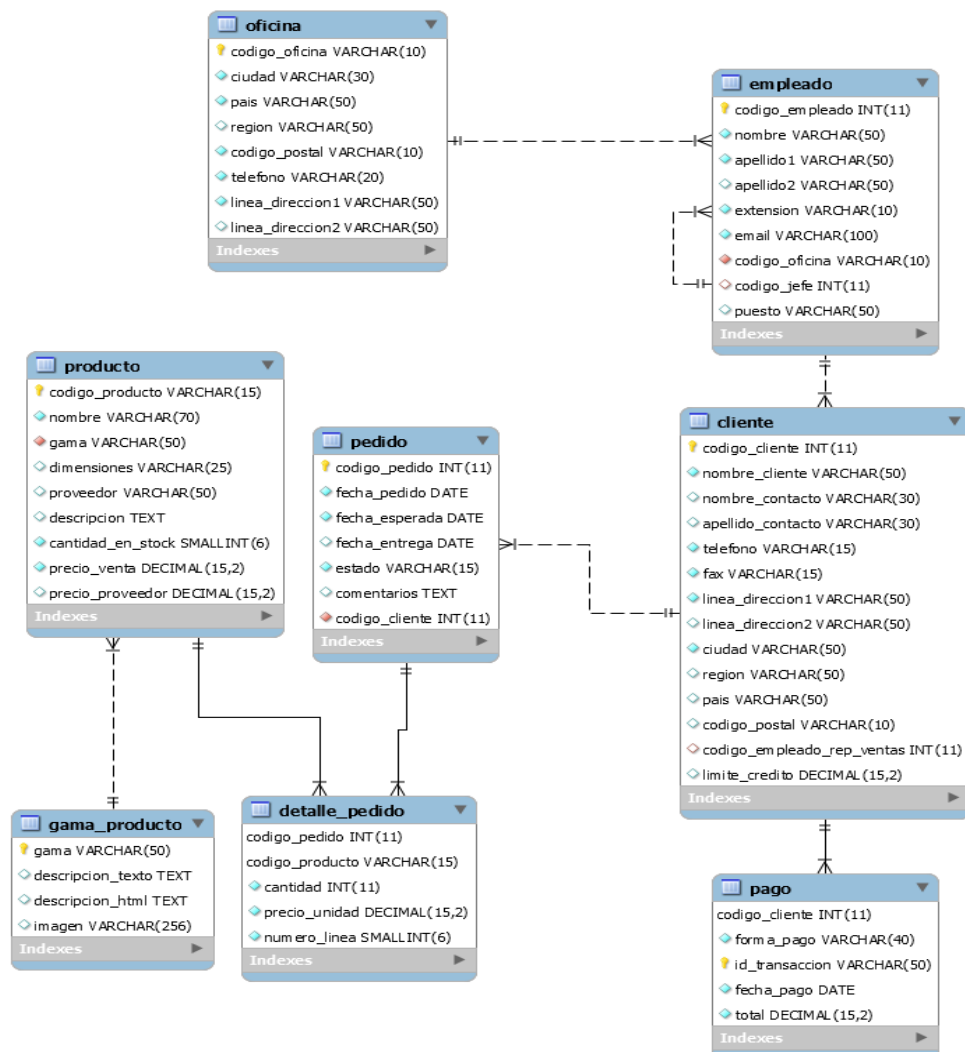 oficina
codigo_oficina VARCHAR(10)
ciudad VARCHAR(30)
pais VARCHAR(50)
region VARCHAR(50)
codigo_postal VARCHAR(10)
telefono VARCHAR(20)
linea_direccion1 VARCHAR(50)
linea_direccion2 VARCHAR(50)
Indexes
empleado
codigo_empleado INT(11)
nombre VARCHAR(50)
apellido1 VARCHAR(50)
apellido2 VARCHAR(50)
extension VARCHAR(10)
email VARCHAR(100)
codigo_oficina VARCHAR(10)
codigo_jefe INT(11)
puesto VARCHAR(50)
Indexes
producto
codigo_producto VARCHAR(15)
nombre VARCHAR(70)
gama VARCHAR(50)
dimensiones VARCHAR(25)
proveedor VARCHAR(50)
descripcion TEXT
cantidad_en_stock SMALLINT(6)
precio_venta DECIMAL(15,2)
precio_proveedor DECIMAL(15,2)
Indexes
pedido
codigo_pedido INT(11)
fecha_pedido DATE
fecha_esperada DATE
fecha_entrega DATE
estado VARCHAR(15)
comentarios TEXT
codigo_cliente INT(11)
Indexes
cliente
codigo_cliente INT(11)
nombre_cliente VARCHAR(50)
nombre_contacto VARCHAR(30)
apellido_contacto VARCHAR(30)
telefono VARCHAR(15)
fax VARCHAR(15)
linea_direccion1 VARCHAR(50)
linea_direccion2 VARCHAR(50)
ciudad VARCHAR(50)
region VARCHAR(50)
pais VARCHAR(50)
codigo_postal VARCHAR(10)
codigo_empleado_rep_ventas INT(11)
limite_credito DECIMAL(15,2)
Indexes
gama_producto
gama VARCHAR(50)
descripcion_texto TEXT
descripcion_html TEXT
imagen VARCHAR(256)
Indexes
detalle_pedido
codigo_pedido INT(11)
codigo_producto VARCHAR(15)
cantidad INT(11)
precio_unidad DECIMAL(15,2)
numero_linea SMALLINT(6)
Indexes
pago
codigo_cliente INT(11)
forma_pago VARCHAR(40)
id_transaccion VARCHAR(50)
fecha_pago DATE
total DECIMAL(15,2)
Indexes